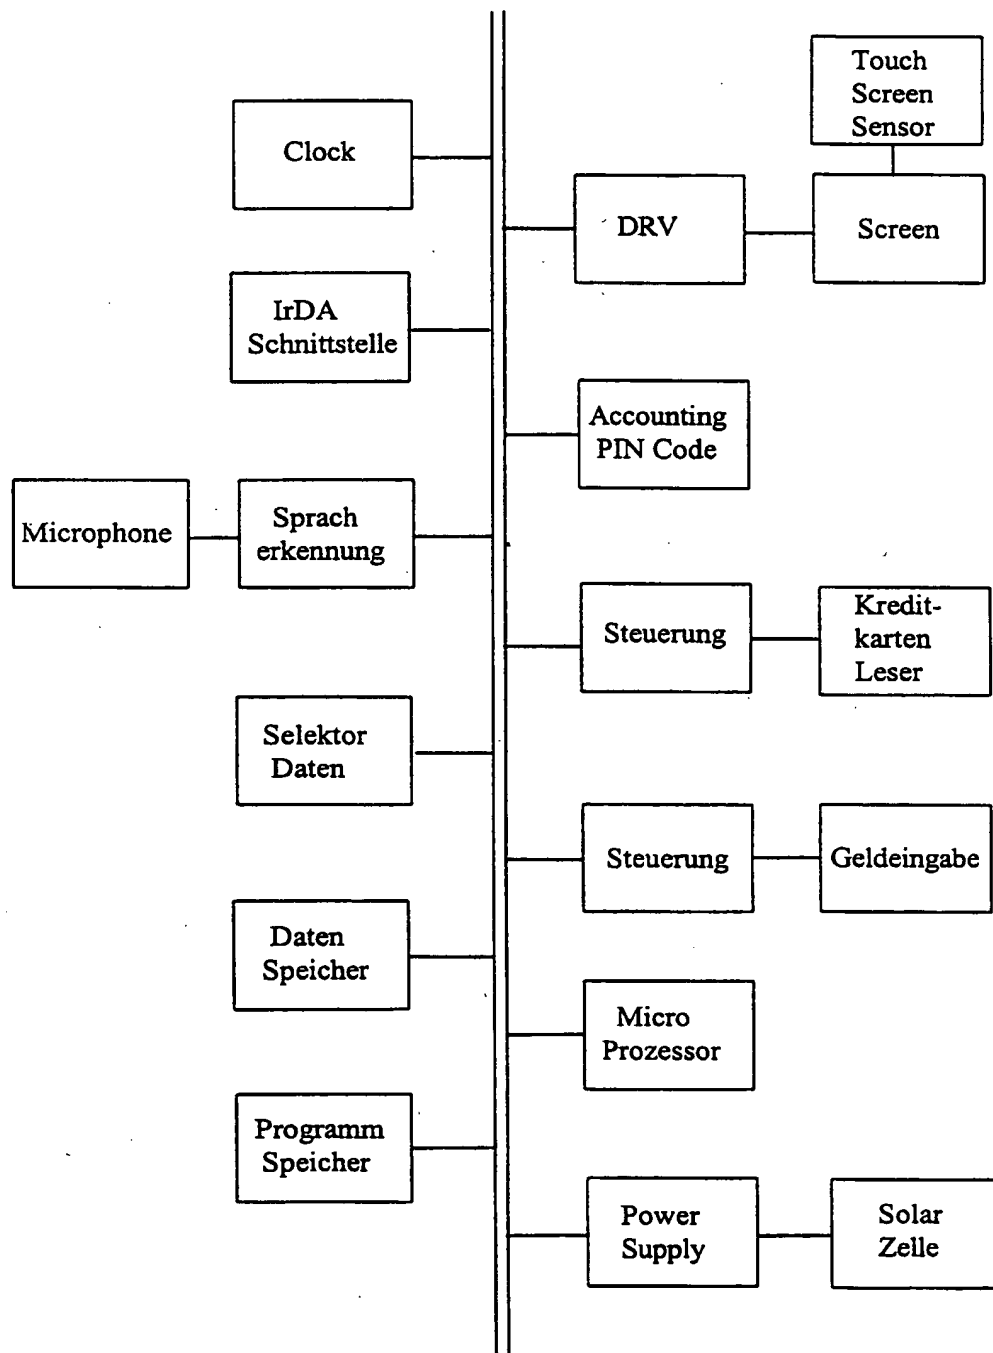 Touch
Screen
Sensor
Clock
DRV
Screen
IrDA
Schnittstelle
Accounting
PIN Code
Microphone
Sprach
erkennung
Steuerung
Kredit-
karten
Leser
Selektor
Daten
Steuerung
Geldeingabe
Daten
Speicher
Micro
Prozessor
Programm
Speicher
Power
Supply
Solar
Zelle